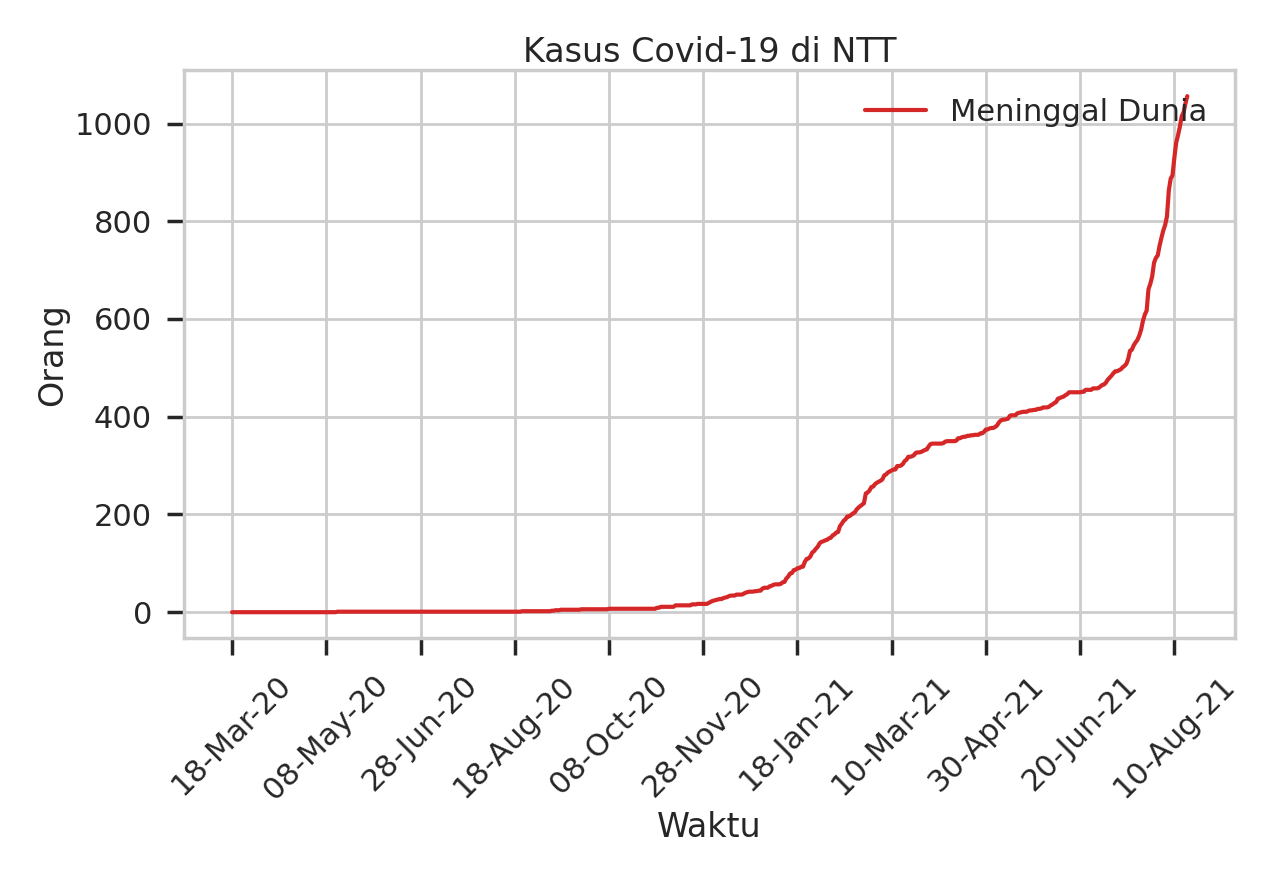 Kasus Covid-19 di NTT
Meninggal Dunia
1000
800
600
400
200
0
Orang
18-Mar-20
08-May-20
28-Jun-20
18-Aug-20
08-Oct-20
28-Nov-20
18-Jan-21
10-Mar-21
30-Apr-21
20-Jun-21
10-Aug-21
Waktu